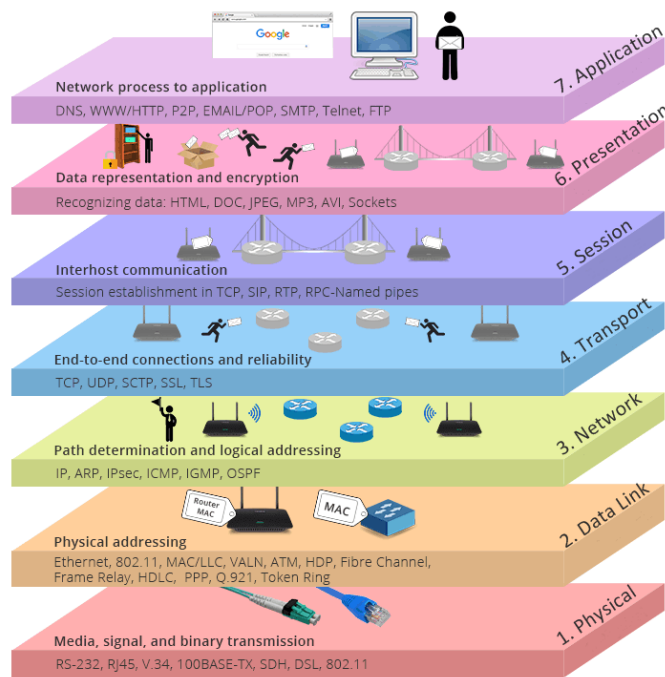 Google
7. Application
Network process to application
DNS, WWW/HTTP, P2P, EMAIL/POP, SMTP, Telnet, FTP
6. Presentation
Data representation and encryption
Recognizing data: HTML, DOC, JPEG, MP3, AVI, Sockets
5. Session
Interhost communication
Session establishment in TCP, SIP, RTP, RPC-Named pipes
4. Transport
End-to-end connections and reliability
TCP, UDP, SCTP, SSL, TLS
3. Network
Path determination and logical addressing
IP, ARP, IPsec, ICMP, IGMP, OSPF
Router
MAC
MAC
2. Data Link
Physical addressing
Ethernet, 802.11, MAC/LLC, VALN, ATM, HDP, Fibre Channel,
Frame Relay, HDLC, PPP, Q.921, Token Ring
1. Physical
Media, signal, and binary transmission
RS-232, RJ45, V.34, 100BASE-TX, SDH, DSL, 802.11